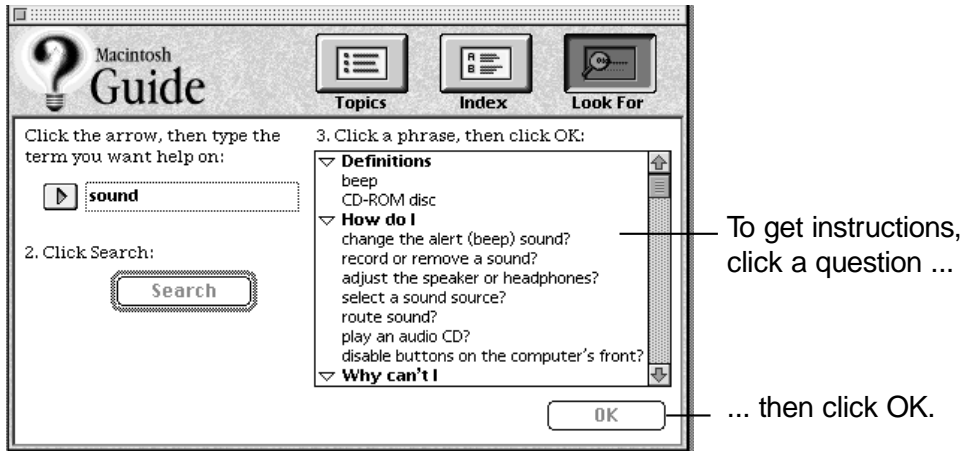 Macintosh
Guide
Topics
Index
Look For
Click the arrow, then type the
term you want help on:
sound
2. Click Search:
Search
3. Click a phrase, then click OK:
Definitions
beep
CD-ROM disc
How do I
change the alert (beep) sound?
record or remove a sound?
adjust the speaker or headphones?
select a sound source?
route sound?
play an audio CD?
disable buttons on the computer's front?
Why can't I
OK
To get instructions,
click a question ...
... then click OK.